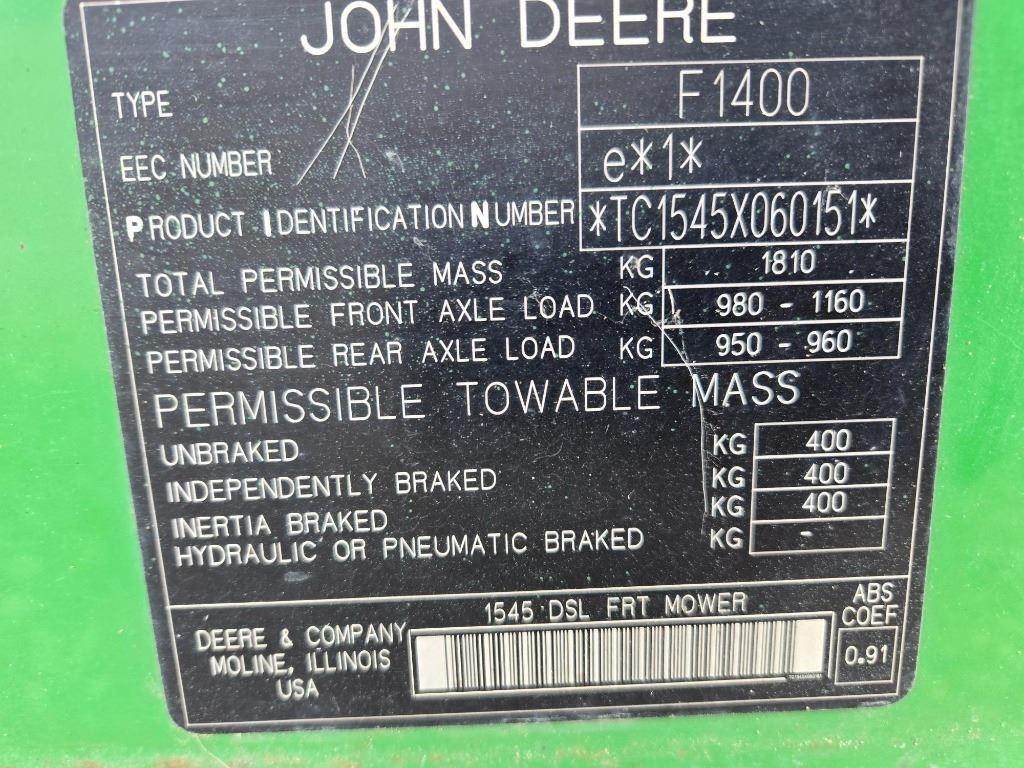 JOHN DEERE
TYPE F1400
EEC NUMBER e*1*
PRODUCT IDENTIFICATION NUMBER *TC1545X060151*
TOTAL PERMISSIBLE MASS KG 1810
PERMISSIBLE FRONT AXLE LOAD KG 980 - 1160
PERMISSIBLE REAR AXLE LOAD KG 950 - 960
PERMISSIBLE TOWABLE MASS
UNBRAKED KG 400
INDEPENDENTLY BRAKED KG 400
INERTIA BRAKED KG 400
HYDRAULIC OR PNEUMATIC BRAKED KG -
1545 DSL FRT MOWER
DEERE & COMPANY
MOLINE, ILLINOIS
USA
ABS
COEF
0.91